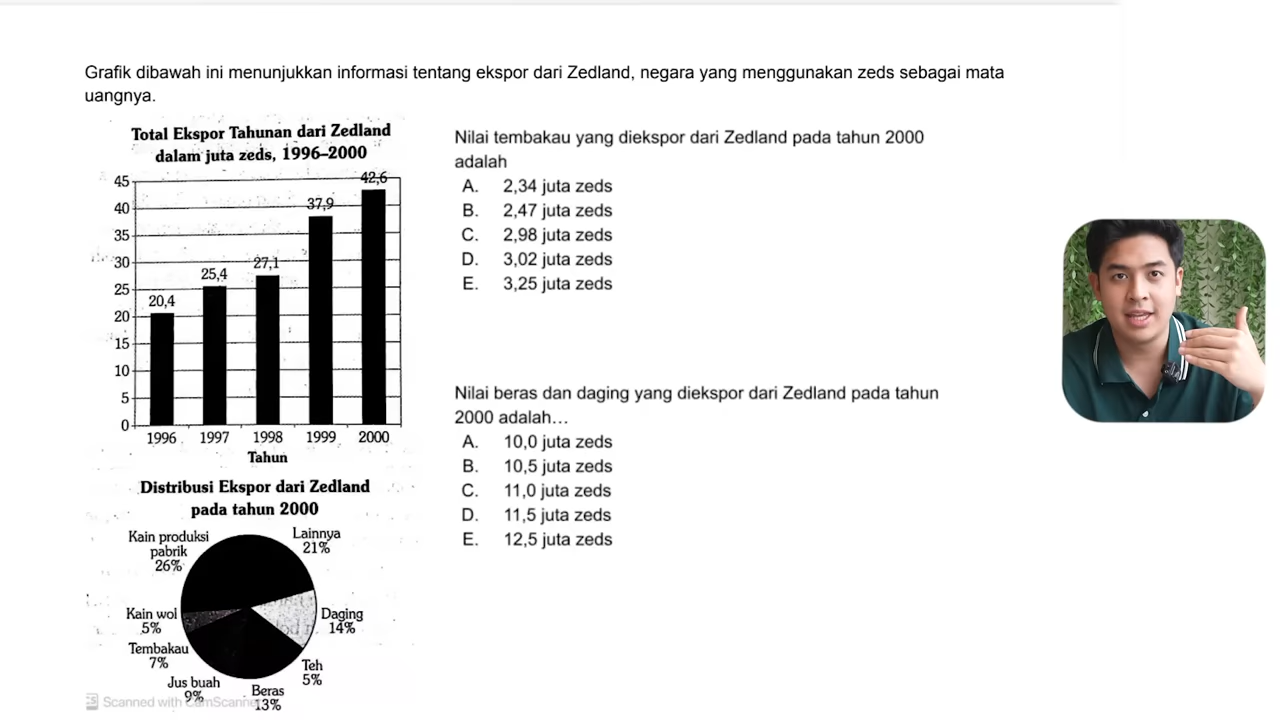 Grafik dibawah ini menunjukkan informasi tentang ekspor dari Zedland, negara yang menggunakan zeds sebagai mata
uangnya.
Total Ekspor Tahunan dari Zedland
dalam juta zeds, 1996–2000
45
40
35
30
25
20
15
10
5
0
20,4
25,4
27,1
37,9
42,6
1996
1997
1998
1999
2000
Tahun
Distribusi Ekspor dari Zedland
pada tahun 2000
Kain produksi
pabrik
26%
Lainnya
21%
Kain wol
5%
Daging
14%
Tembakau
7%
Teh
5%
Jus buah
9%
Beras
13%
Scanned with CamScanner
Nilai tembakau yang diekspor dari Zedland pada tahun 2000
adalah
A. 2,34 juta zeds
B. 2,47 juta zeds
C. 2,98 juta zeds
D. 3,02 juta zeds
E. 3,25 juta zeds
Nilai beras dan daging yang diekspor dari Zedland pada tahun
2000 adalah…
A. 10,0 juta zeds
B. 10,5 juta zeds
C. 11,0 juta zeds
D. 11,5 juta zeds
E. 12,5 juta zeds